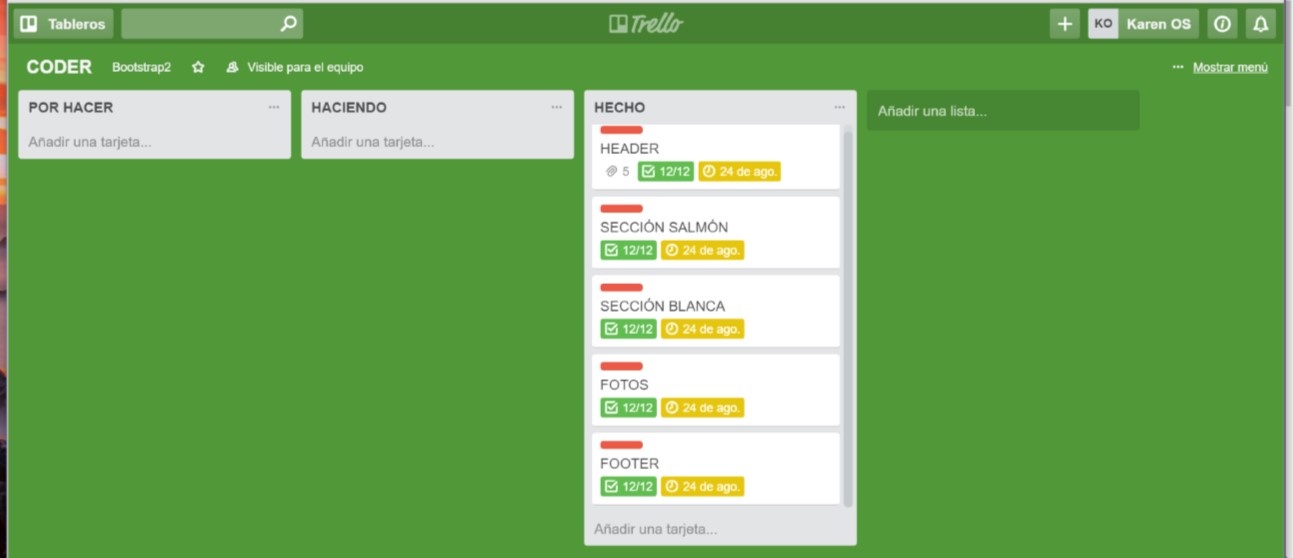 Tableros
Trello
KO Karen OS
CODER Bootstrap2 Visible para el equipo
... Mostrar menú
POR HACER ...
Añadir una tarjeta...
HACIENDO ...
Añadir una tarjeta...
HECHO ...
HEADER
5 12/12 24 de ago.
SECCIÓN SALMÓN
12/12 24 de ago.
SECCIÓN BLANCA
12/12 24 de ago.
FOTOS
12/12 24 de ago.
FOOTER
12/12 24 de ago.
Añadir una tarjeta...
Añadir una lista...